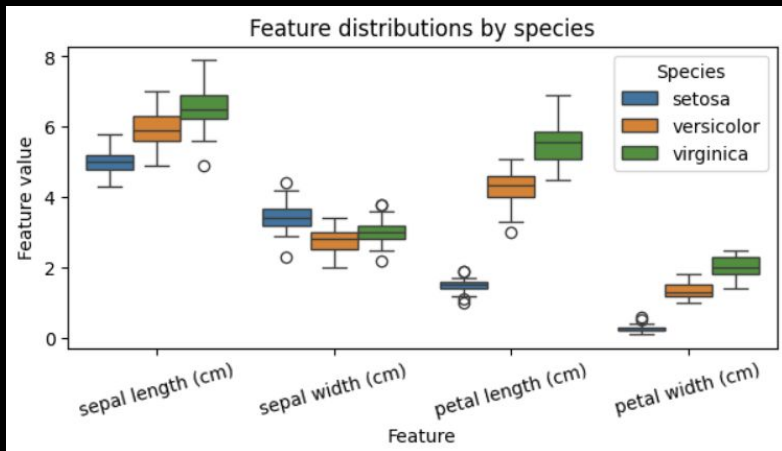 Feature distributions by species
Feature value
8
6
4
2
0
Species
setosa
versicolor
virginica
sepal length (cm)
sepal width (cm)
petal length (cm)
petal width (cm)
Feature